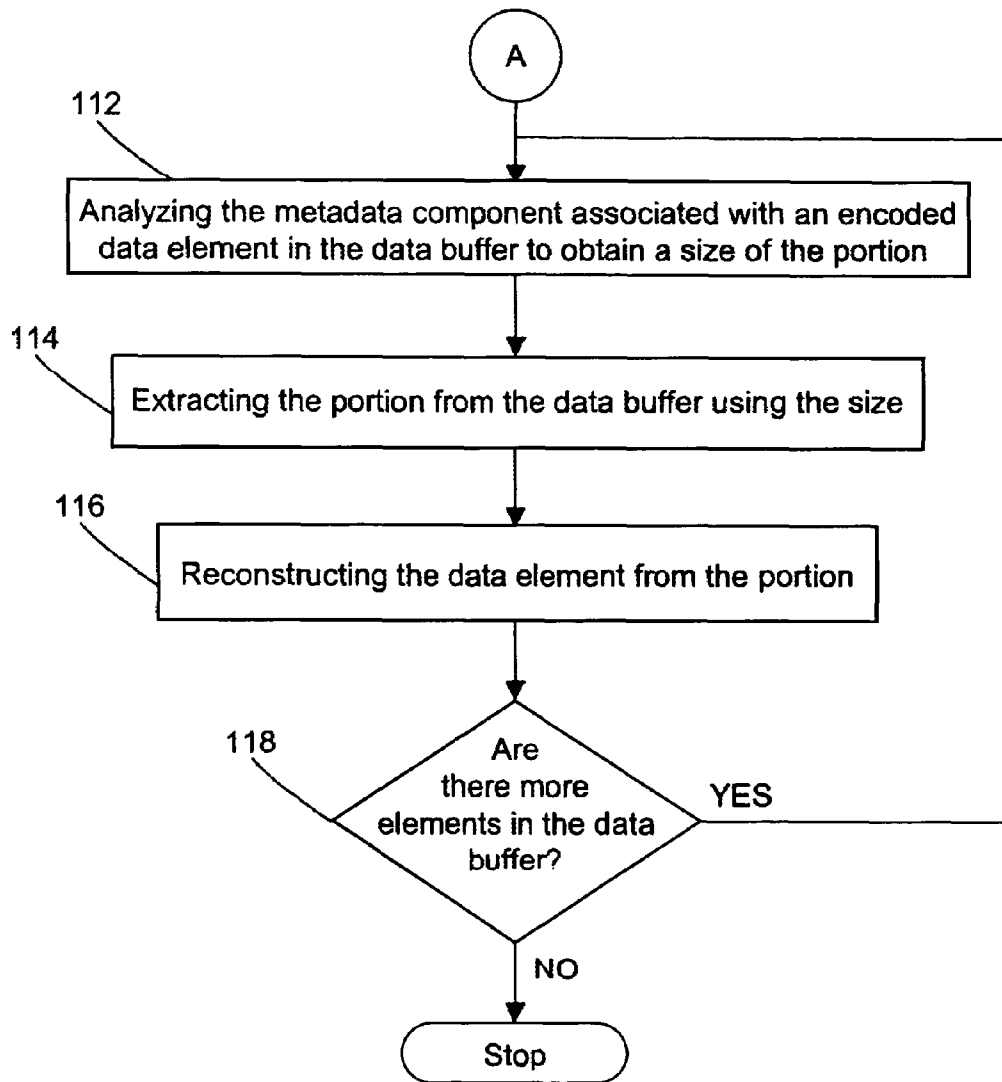 A
112
Analyzing the metadata component associated with an encoded
data element in the data buffer to obtain a size of the portion
114
Extracting the portion from the data buffer using the size
116
Reconstructing the data element from the portion
118
Are
there more
elements in the data
buffer?
YES
NO
Stop